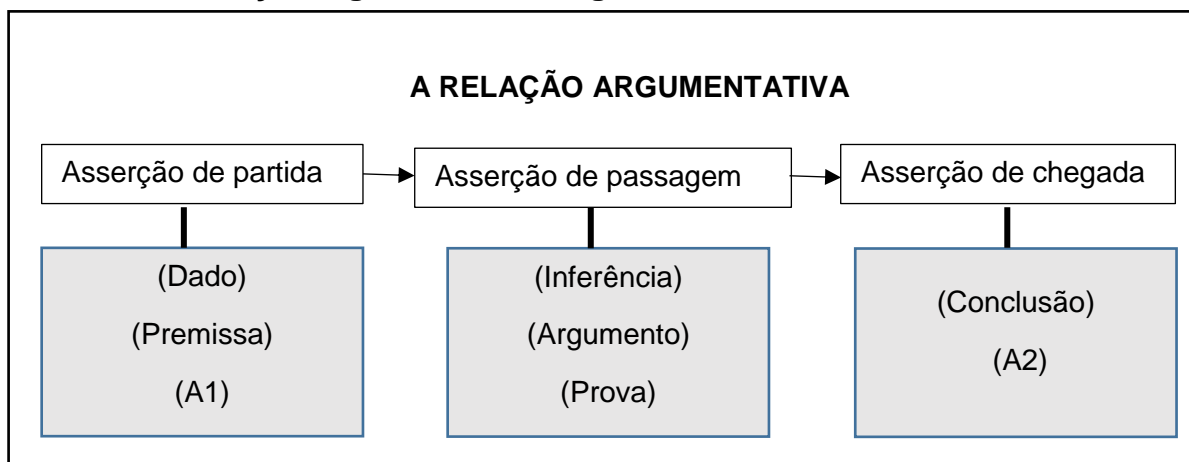 A RELAÇÃO ARGUMENTATIVA
Asserção de partida
Asserção de passagem
Asserção de chegada
(Dado)
(Premissa)
(A1)
(Inferência)
(Argumento)
(Prova)
(Conclusão)
(A2)